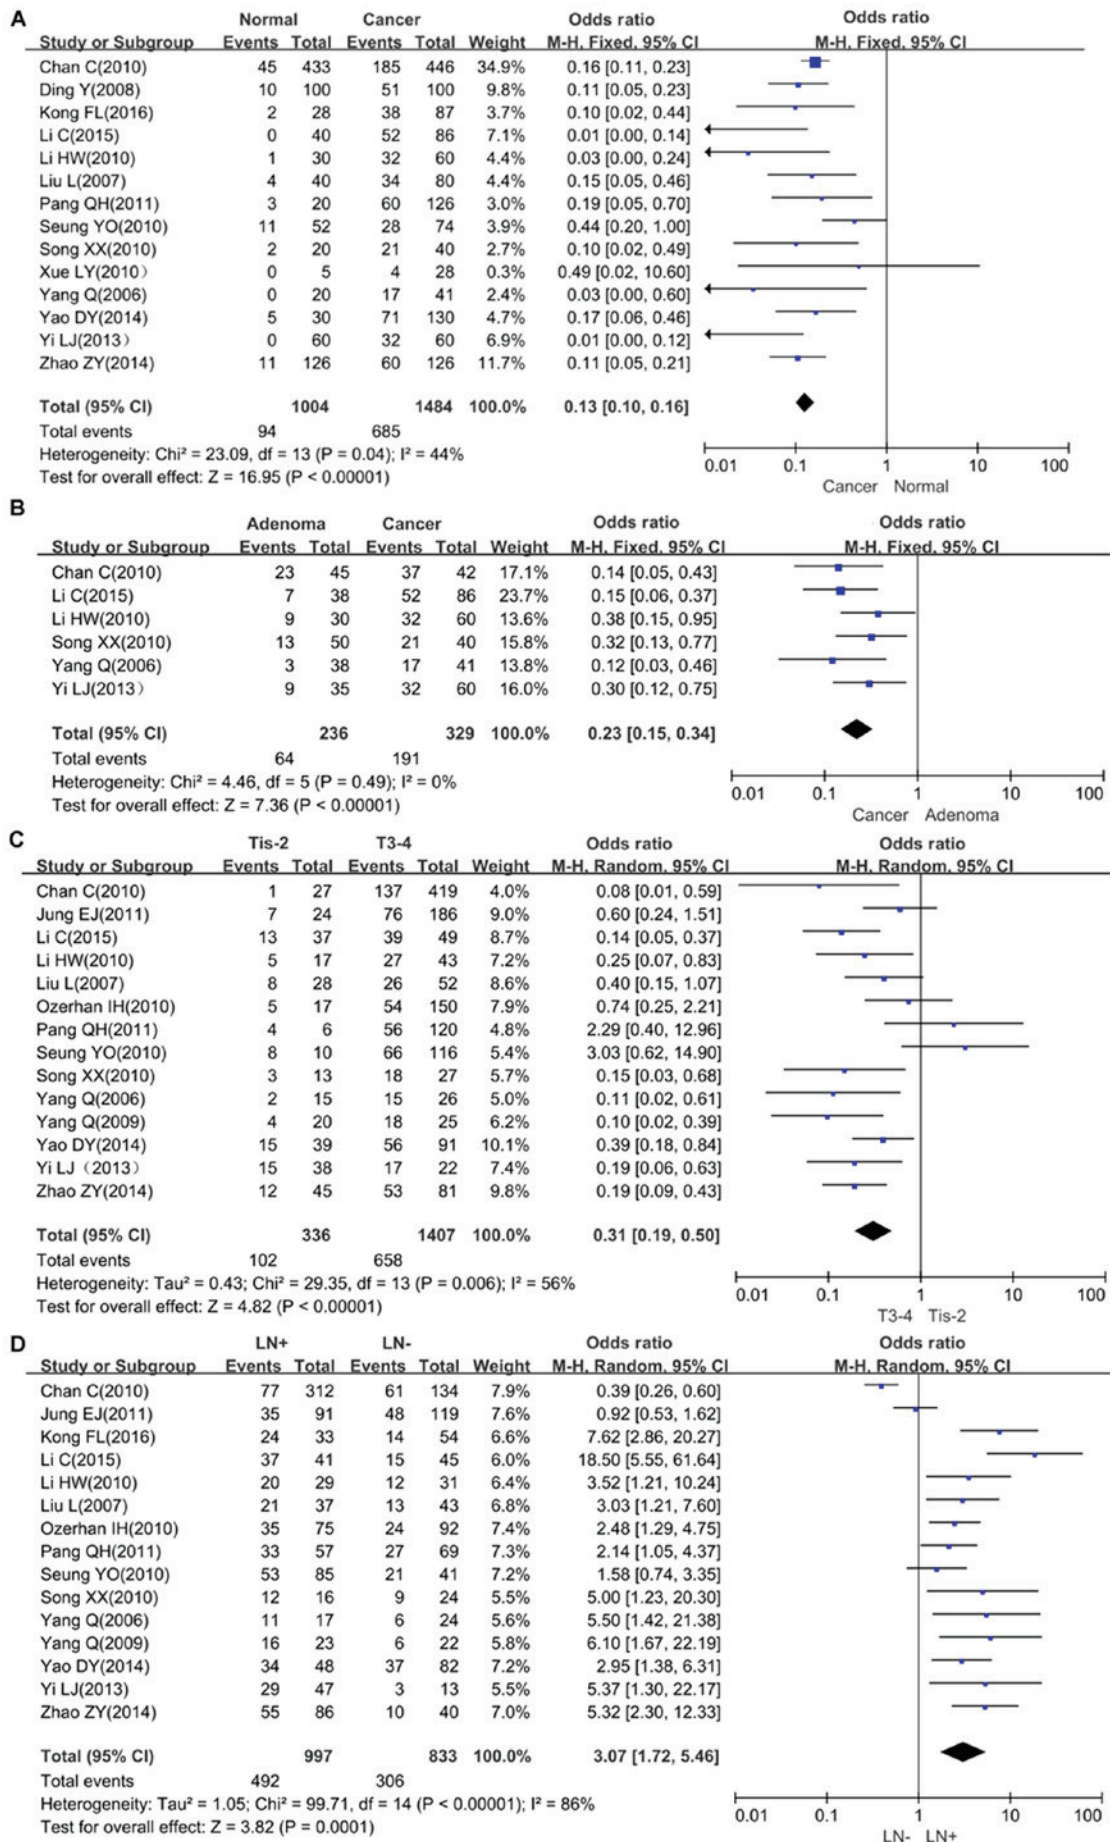 A
Normal Cancer Odds ratio Odds ratio
Study or Subgroup Events Total Events Total Weight M-H, Fixed, 95% CI M-H, Fixed, 95% CI
Chan C(2010) 45 433 185 446 34.9% 0.16 [0.11, 0.23]
Ding Y(2008) 10 100 51 100 9.8% 0.11 [0.05, 0.23]
Kong FL(2016) 2 28 38 87 3.7% 0.10 [0.02, 0.44]
Li C(2015) 0 40 52 86 7.1% 0.01 [0.00, 0.14]
Li HW(2010) 1 30 32 60 4.4% 0.03 [0.00, 0.24]
Liu L(2007) 4 40 34 80 4.4% 0.15 [0.05, 0.46]
Pang QH(2011) 3 20 60 126 3.0% 0.19 [0.05, 0.70]
Seung YO(2010) 11 52 28 74 3.9% 0.44 [0.20, 1.00]
Song XX(2010) 2 20 21 40 2.7% 0.10 [0.02, 0.49]
Xue LY(2010） 0 5 4 28 0.3% 0.49 [0.02, 10.60]
Yang Q(2006) 0 20 17 41 2.4% 0.03 [0.00, 0.60]
Yao DY(2014) 5 30 71 130 4.7% 0.17 [0.06, 0.46]
Yi LJ(2013） 0 60 32 60 6.9% 0.01 [0.00, 0.12]
Zhao ZY(2014) 11 126 60 126 11.7% 0.11 [0.05, 0.21]
Total (95% CI) 1004 1484 100.0% 0.13 [0.10, 0.16]
Total events 94 685
Heterogeneity: Chi² = 23.09, df = 13 (P = 0.04); I² = 44%
Test for overall effect: Z = 16.95 (P < 0.00001)
0.01 0.1 1 10 100
Cancer Normal
B
Adenoma Cancer Odds ratio Odds ratio
Study or Subgroup Events Total Events Total Weight M-H, Fixed, 95% CI M-H, Fixed, 95% CI
Chan C(2010) 23 45 37 42 17.1% 0.14 [0.05, 0.43]
Li C(2015) 7 38 52 86 23.7% 0.15 [0.06, 0.37]
Li HW(2010) 9 30 32 60 13.6% 0.38 [0.15, 0.95]
Song XX(2010) 13 50 21 40 15.8% 0.32 [0.13, 0.77]
Yang Q(2006) 3 38 17 41 13.8% 0.12 [0.03, 0.46]
Yi LJ(2013） 9 35 32 60 16.0% 0.30 [0.12, 0.75]
Total (95% CI) 236 329 100.0% 0.23 [0.15, 0.34]
Total events 64 191
Heterogeneity: Chi² = 4.46, df = 5 (P = 0.49); I² = 0%
Test for overall effect: Z = 7.36 (P < 0.00001)
0.01 0.1 1 10 100
Cancer Adenoma
C
Tis-2 T3-4 Odds ratio Odds ratio
Study or Subgroup Events Total Events Total Weight M-H, Random, 95% CI M-H, Random, 95% CI
Chan C(2010) 1 27 137 419 4.0% 0.08 [0.01, 0.59]
Jung EJ(2011) 7 24 76 186 9.0% 0.60 [0.24, 1.51]
Li C(2015) 13 37 39 49 8.7% 0.14 [0.05, 0.37]
Li HW(2010) 5 17 27 43 7.2% 0.25 [0.07, 0.83]
Liu L(2007) 8 28 26 52 8.6% 0.40 [0.15, 1.07]
Ozerhan IH(2010) 5 17 54 150 7.9% 0.74 [0.25, 2.21]
Pang QH(2011) 4 6 56 120 4.8% 2.29 [0.40, 12.96]
Seung YO(2010) 8 10 66 116 5.4% 3.03 [0.62, 14.90]
Song XX(2010) 3 13 18 27 5.7% 0.15 [0.03, 0.68]
Yang Q(2006) 2 15 15 26 5.0% 0.11 [0.02, 0.61]
Yang Q(2009) 4 20 18 25 6.2% 0.10 [0.02, 0.39]
Yao DY(2014) 15 39 56 91 10.1% 0.39 [0.18, 0.84]
Yi LJ（2013） 15 38 17 22 7.4% 0.19 [0.06, 0.63]
Zhao ZY(2014) 12 45 53 81 9.8% 0.19 [0.09, 0.43]
Total (95% CI) 336 1407 100.0% 0.31 [0.19, 0.50]
Total events 102 658
Heterogeneity: Tau² = 0.43; Chi² = 29.35, df = 13 (P = 0.006); I² = 56%
Test for overall effect: Z = 4.82 (P < 0.00001)
0.01 0.1 1 10 100
T3-4 Tis-2
D
LN+ LN- Odds ratio Odds ratio
Study or Subgroup Events Total Events Total Weight M-H, Random, 95% CI M-H, Random, 95% CI
Chan C(2010) 77 312 61 134 7.9% 0.39 [0.26, 0.60]
Jung EJ(2011) 35 91 48 119 7.6% 0.92 [0.53, 1.62]
Kong FL(2016) 24 33 14 54 6.6% 7.62 [2.86, 20.27]
Li C(2015) 37 41 15 45 6.0% 18.50 [5.55, 61.64]
Li HW(2010) 20 29 12 31 6.4% 3.52 [1.21, 10.24]
Liu L(2007) 21 37 13 43 6.8% 3.03 [1.21, 7.60]
Ozerhan IH(2010) 35 75 24 92 7.4% 2.48 [1.29, 4.75]
Pang QH(2011) 33 57 27 69 7.3% 2.14 [1.05, 4.37]
Seung YO(2010) 53 85 21 41 7.2% 1.58 [0.74, 3.35]
Song XX(2010) 12 16 9 24 5.5% 5.00 [1.23, 20.30]
Yang Q(2006) 11 17 6 24 5.6% 5.50 [1.42, 21.38]
Yang Q(2009) 16 23 6 22 5.8% 6.10 [1.67, 22.19]
Yao DY(2014) 34 48 37 82 7.2% 2.95 [1.38, 6.31]
Yi LJ(2013) 29 47 3 13 5.5% 5.37 [1.30, 22.17]
Zhao ZY(2014) 55 86 10 40 7.0% 5.32 [2.30, 12.33]
Total (95% CI) 997 833 100.0% 3.07 [1.72, 5.46]
Total events 492 306
Heterogeneity: Tau² = 1.05; Chi² = 99.71, df = 14 (P < 0.00001); I² = 86%
Test for overall effect: Z = 3.82 (P = 0.0001)
0.01 0.1 1 10 100
LN- LN+